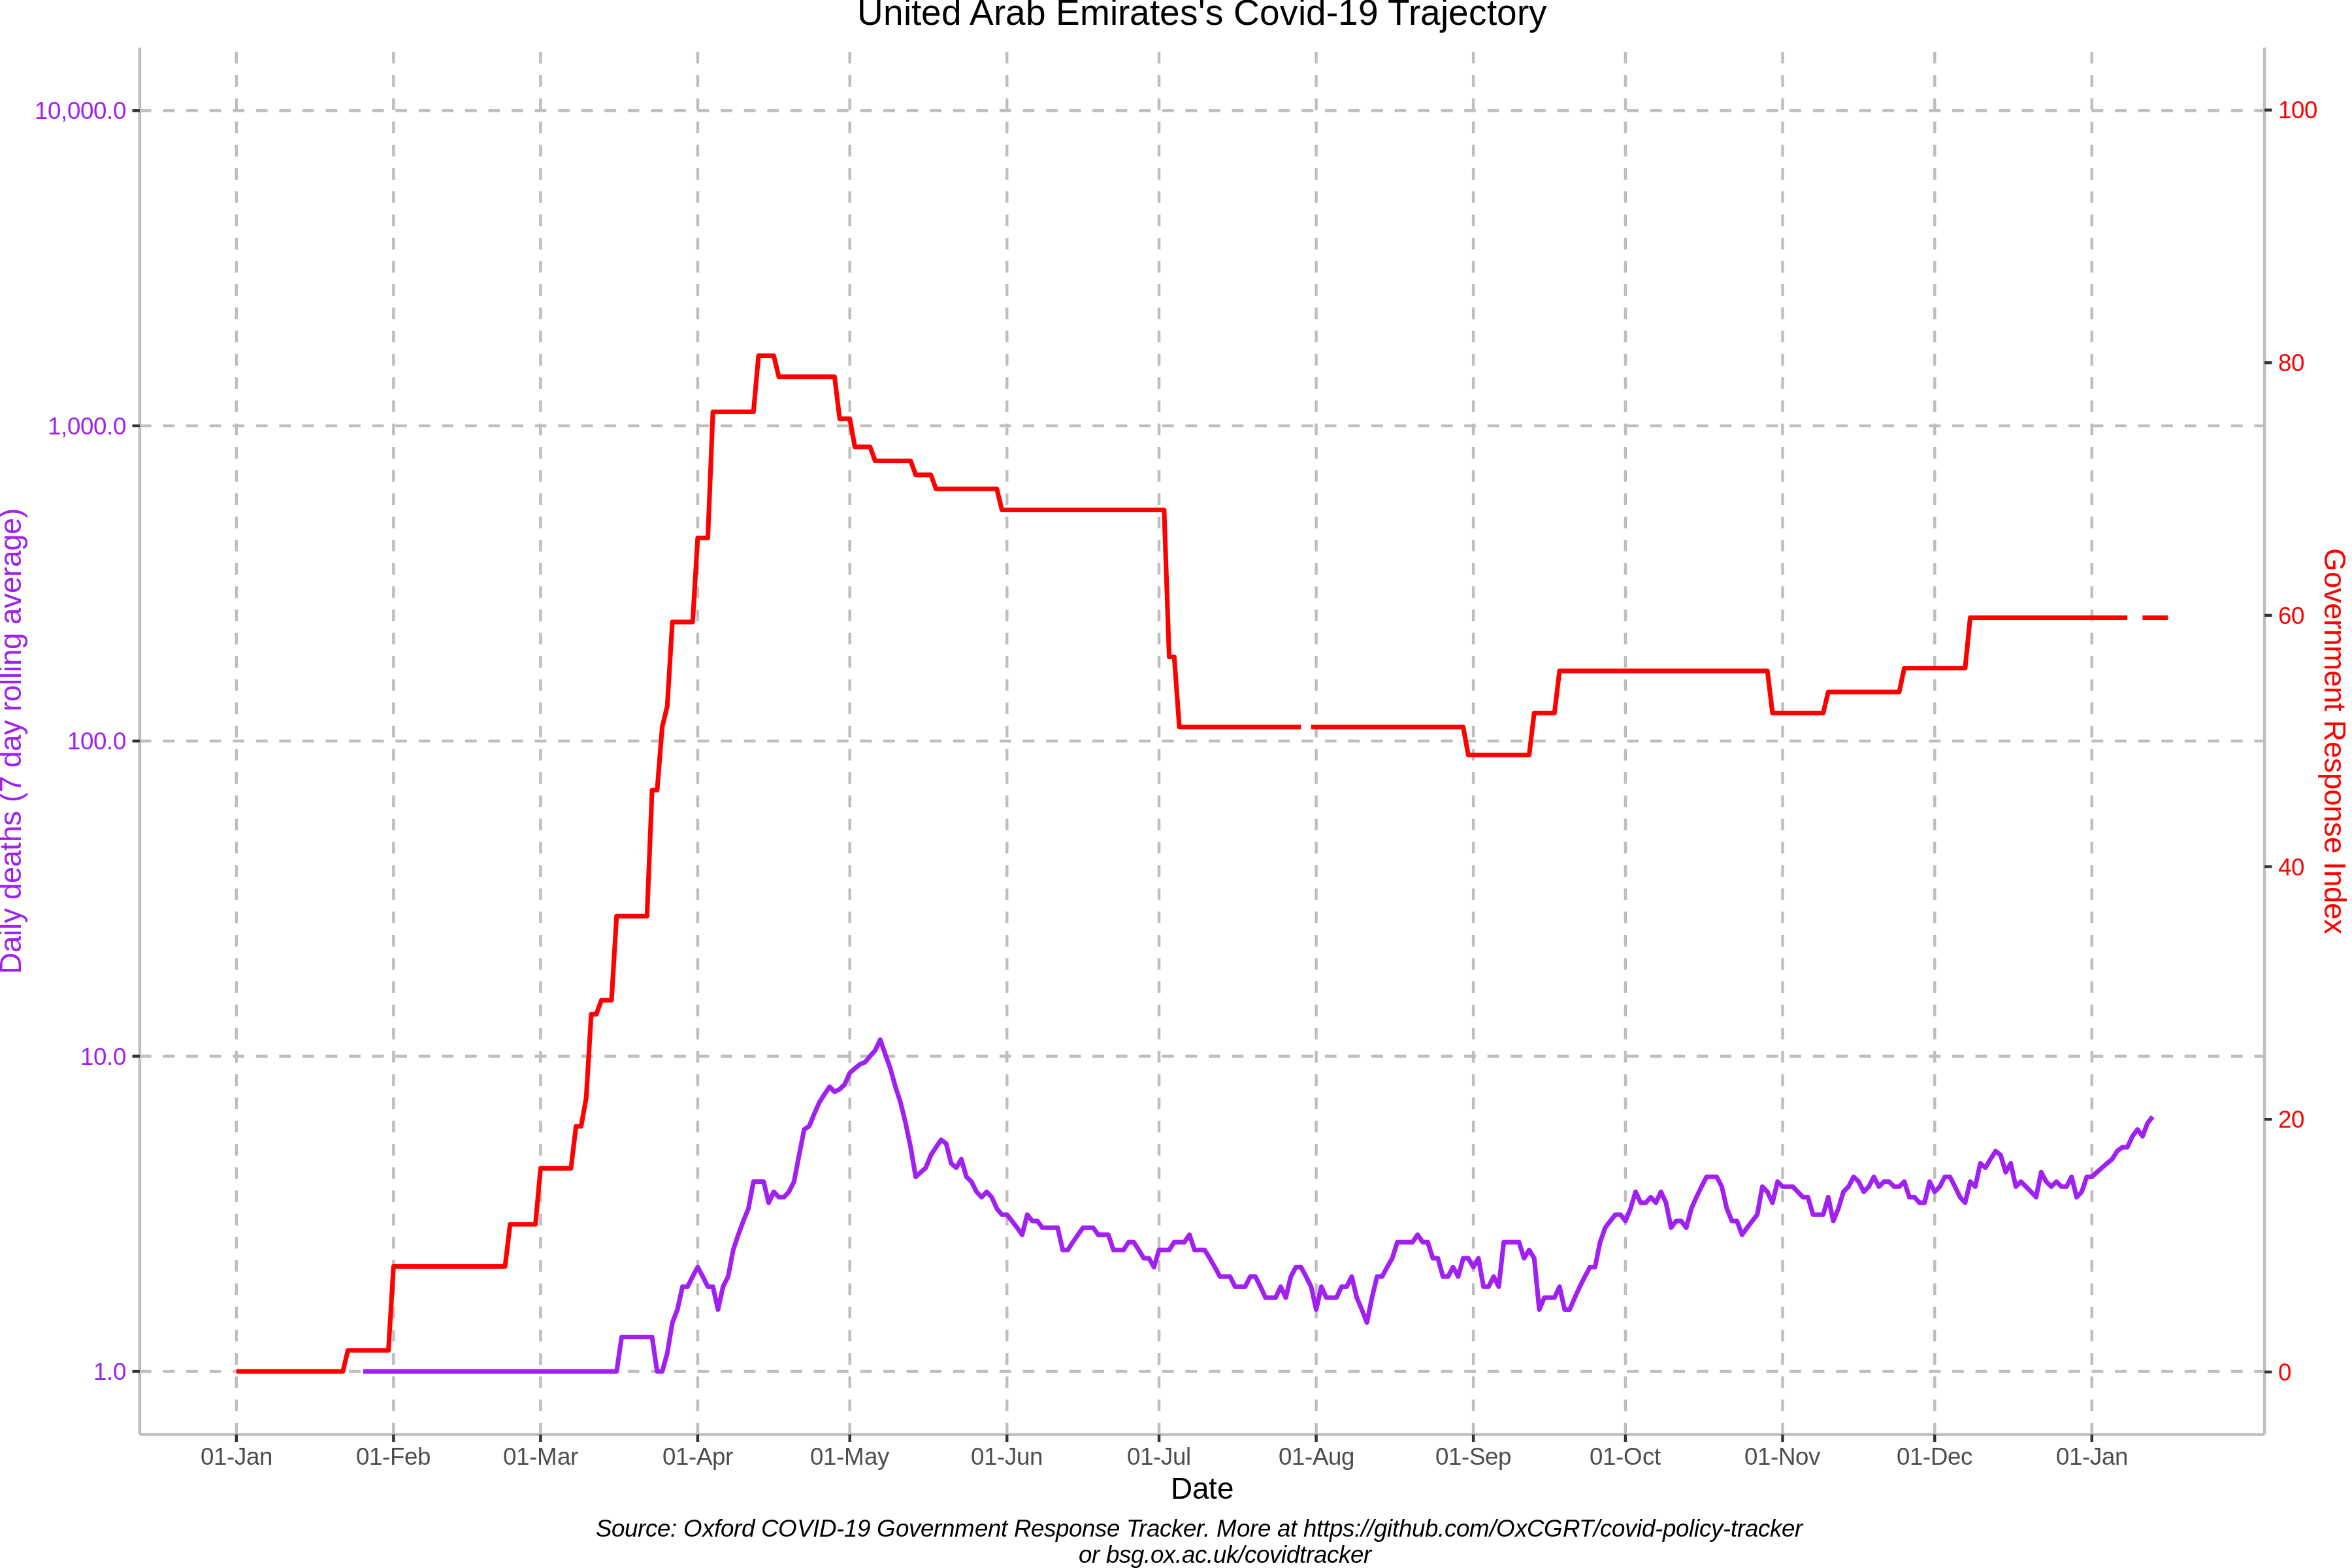 United Arab Emirates's Covid-19 Trajectory
10,000.0
1,000.0
100.0
10.0
1.0
Daily deaths (7 day rolling average)
100
80
60
40
20
0
Government Response Index
01-Jan 01-Feb 01-Mar 01-Apr 01-May 01-Jun 01-Jul 01-Aug 01-Sep 01-Oct 01-Nov 01-Dec 01-Jan
Date
Source: Oxford COVID-19 Government Response Tracker. More at https://github.com/OxCGRT/covid-policy-tracker
or bsg.ox.ac.uk/covidtracker